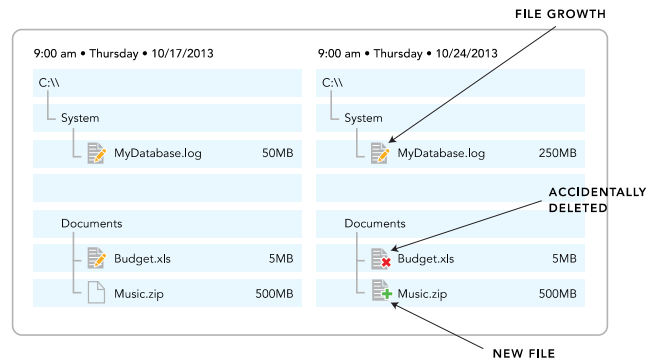 FILE GROWTH
9:00 am • Thursday • 10/17/2013
C:\\
System
MyDatabase.log 50MB
Documents
Budget.xls 5MB
Music.zip 500MB
9:00 am • Thursday • 10/24/2013
C:\\
System
MyDatabase.log 250MB
ACCIDENTALLY
DELETED
Documents
Budget.xls 5MB
Music.zip 500MB
NEW FILE